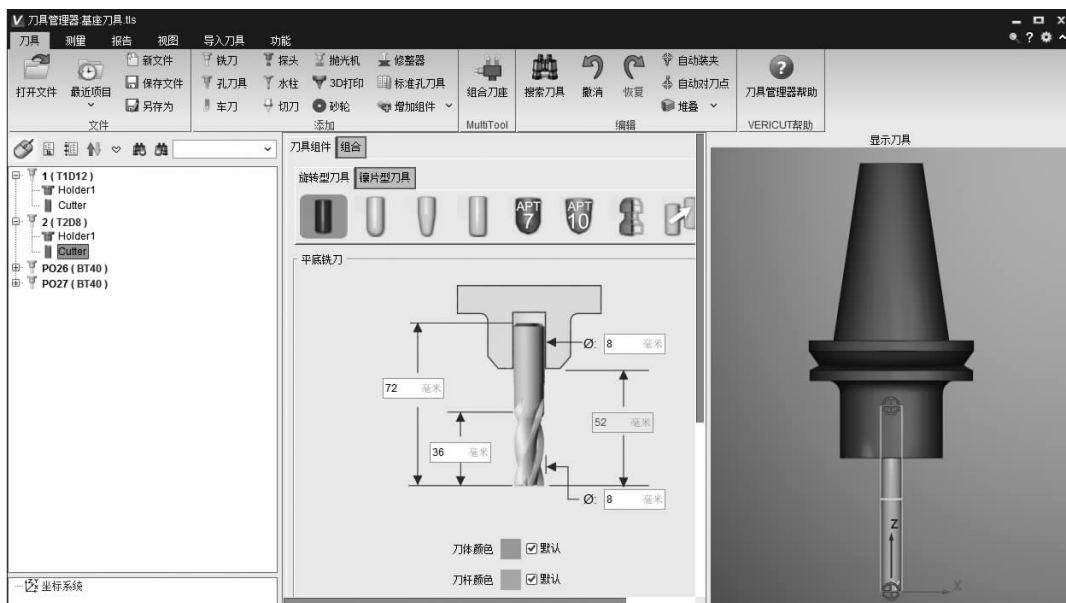 刀具管理器:基座刀具.tls
刀具 测量 报告 视图 导入刀具 功能
打开文件 最近项目 新文件 保存文件 另存为
文件
铣刀 探头 抛光机 修整器
孔刀具 水柱 3D打印 标准孔刀具
车刀 切刀 砂轮 增加组件
添加
组合刀座
MultiTool
搜索刀具 撤消 恢复 自动装夹 自动对刀点 堆叠
编辑
刀具管理器帮助
VERICUT帮助
1 ( T1D12 )
Holder1
Cutter
2 ( T2D8 )
Holder1
Cutter
PO26 ( BT40 )
PO27 ( BT40 )
坐标系统
刀具组件 组合
旋转型刀具 镶片型刀具
APT 7 APT 10
平底铣刀
Ø: 8 毫米
72 毫米
52 毫米
36 毫米
Ø: 8 毫米
刀体颜色 默认
刀杆颜色 默认
显示刀具
Z
X